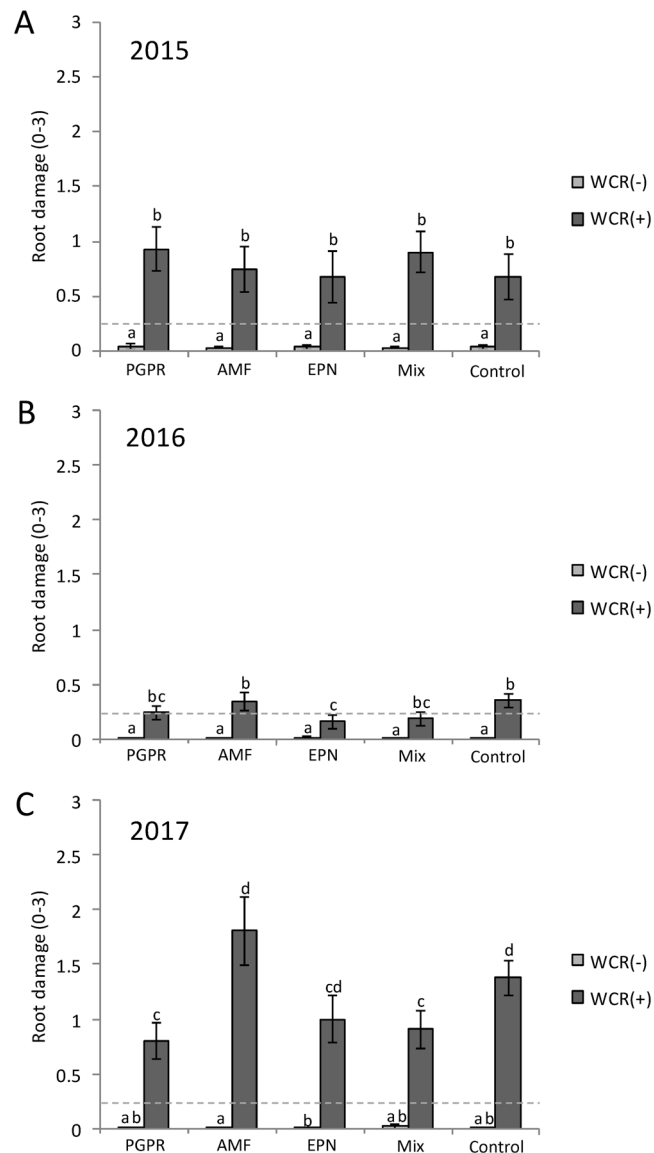 A
2015
Root damage (0-3)
3
2.5
2
1.5
1
0.5
0
b
b
b
b
b
a
a
a
a
a
PGPR AMF EPN Mix Control
WCR(-)
WCR(+)
B
2016
Root damage (0-3)
3
2.5
2
1.5
1
0.5
0
bc
b
c
bc
b
a
a
a
a
a
PGPR AMF EPN Mix Control
WCR(-)
WCR(+)
C
2017
Root damage (0-3)
3
2.5
2
1.5
1
0.5
0
c
d
cd
c
d
ab
a
b
ab
ab
PGPR AMF EPN Mix Control
WCR(-)
WCR(+)